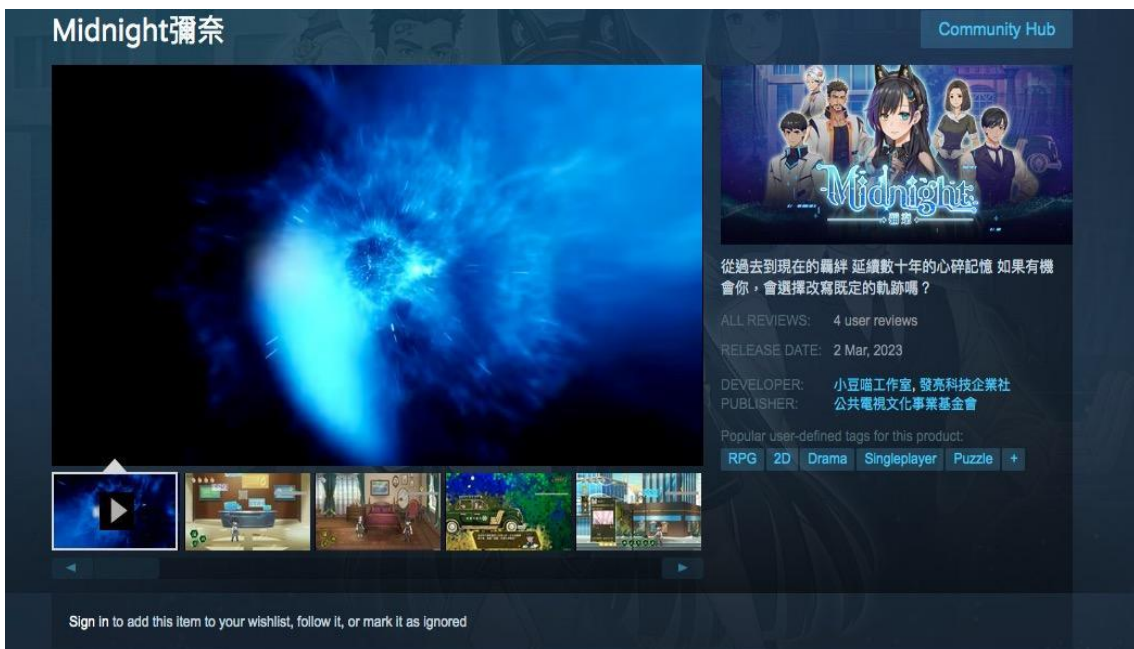 Midnight彌奈
Community Hub
Midnight
彌奈
從過去到現在的羈絆 延續數十年的心碎記憶 如果有機
會你，會選擇改寫既定的軌跡嗎？
ALL REVIEWS: 4 user reviews
RELEASE DATE: 2 Mar, 2023
DEVELOPER: 小豆喵工作室, 發亮科技企業社
PUBLISHER: 公共電視文化事業基金會
Popular user-defined tags for this product:
RPG 2D Drama Singleplayer Puzzle +
Sign in to add this item to your wishlist, follow it, or mark it as ignored